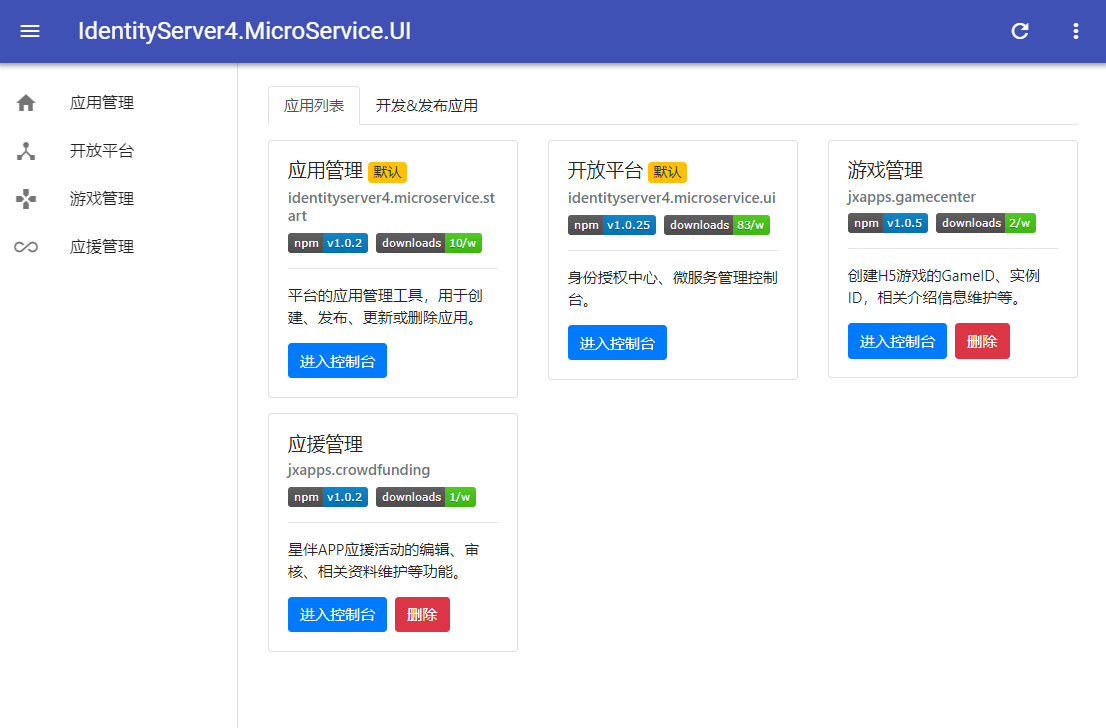 IdentityServer4.MicroService.UI
应用管理
开放平台
游戏管理
应援管理
应用列表
开发&发布应用
应用管理 默认
identityserver4.microservice.st
art
npm v1.0.2 downloads 10/w
平台的应用管理工具，用于创
建、发布、更新或删除应用。
进入控制台
开放平台 默认
identityserver4.microservice.ui
npm v1.0.25 downloads 83/w
身份授权中心、微服务管理控制
台。
进入控制台
游戏管理
jxapps.gamecenter
npm v1.0.5 downloads 2/w
创建H5游戏的GameID、实例
ID，相关介绍信息维护等。
进入控制台 删除
应援管理
jxapps.crowdfunding
npm v1.0.2 downloads 1/w
星伴APP应援活动的编辑、审
核、相关资料维护等功能。
进入控制台 删除